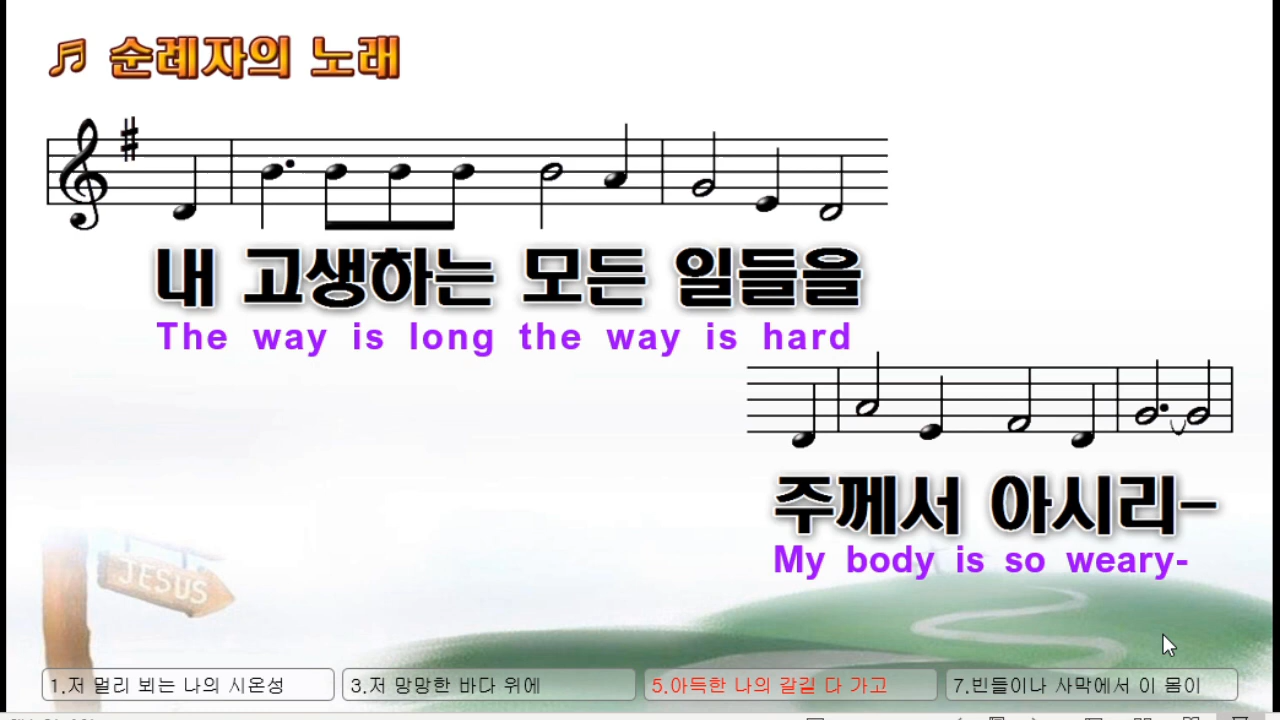 순례자의 노래
내 고생하는 모든 일들을
The way is long the way is hard
주께서 아시리-
My body is so weary-
JESUS
1.저 멀리 뵈는 나의 시온성
3.저 망망한 바다 위에
5.아득한 나의 갈길 다 가고
7.빈들이나 사막에서 이 몸이